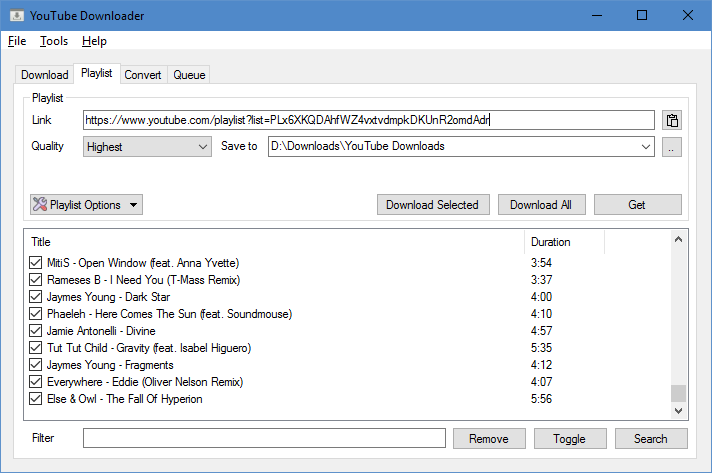 YouTube Downloader
File Tools Help
Download Playlist Convert Queue
Playlist
Link https://www.youtube.com/playlist?list=PLx6XKQDAhfWZ4vxtvdmpkDKUnR2omdAdr
Quality Highest Save to D:\Downloads\YouTube Downloads ..
Playlist Options Download Selected Download All Get
Title Duration
MitiS - Open Window (feat. Anna Yvette) 3:54
Rameses B - I Need You (T-Mass Remix) 3:37
Jaymes Young - Dark Star 4:00
Phaeleh - Here Comes The Sun (feat. Soundmouse) 4:10
Jamie Antonelli - Divine 4:57
Tut Tut Child - Gravity (feat. Isabel Higuero) 5:35
Jaymes Young - Fragments 4:12
Everywhere - Eddie (Oliver Nelson Remix) 4:07
Else & Owl - The Fall Of Hyperion 5:56
Filter Remove Toggle Search